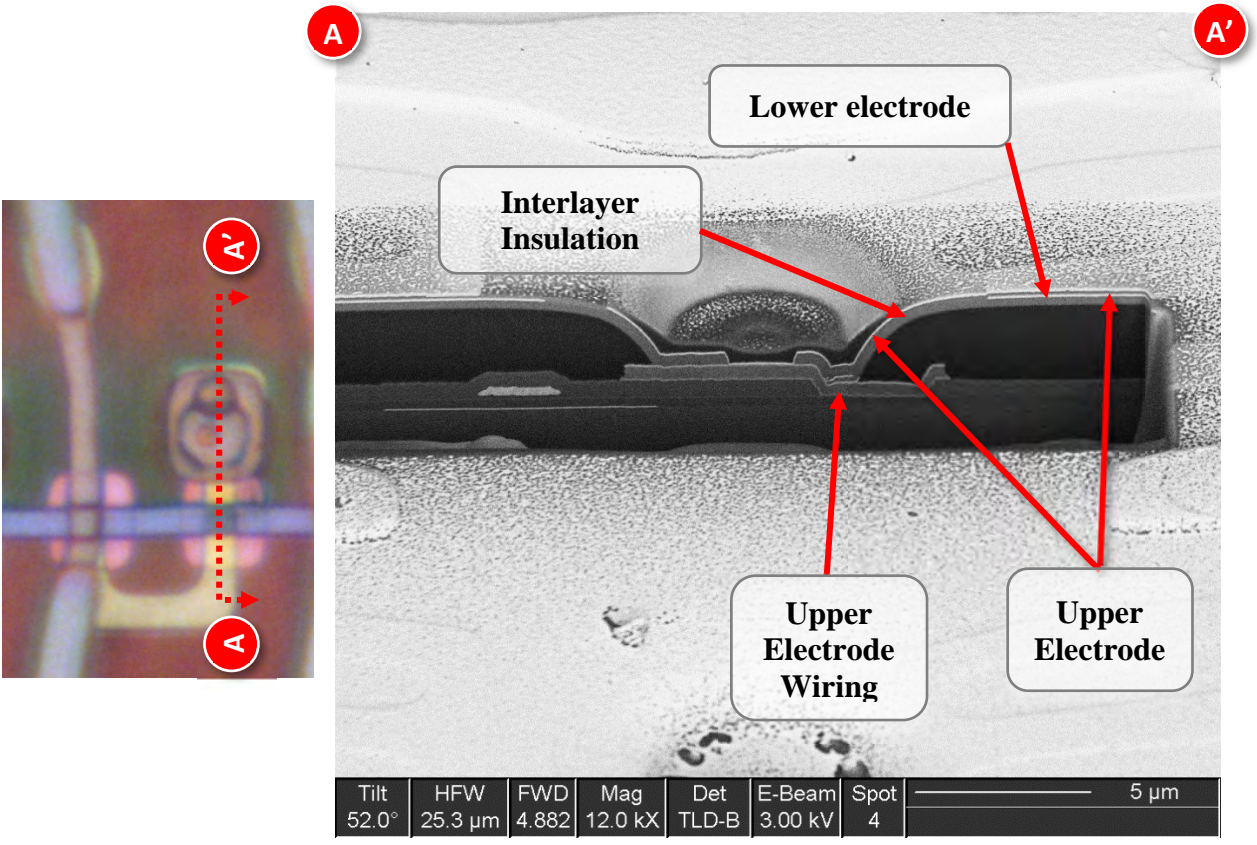 A
A’
Lower electrode
Interlayer
Insulation
A’
A
Upper
Electrode
Wiring
Upper
Electrode
Tilt HFW FWD Mag Det E-Beam Spot 5 µm
52.0° 25.3 µm 4.882 12.0 kX TLD-B 3.00 kV 4